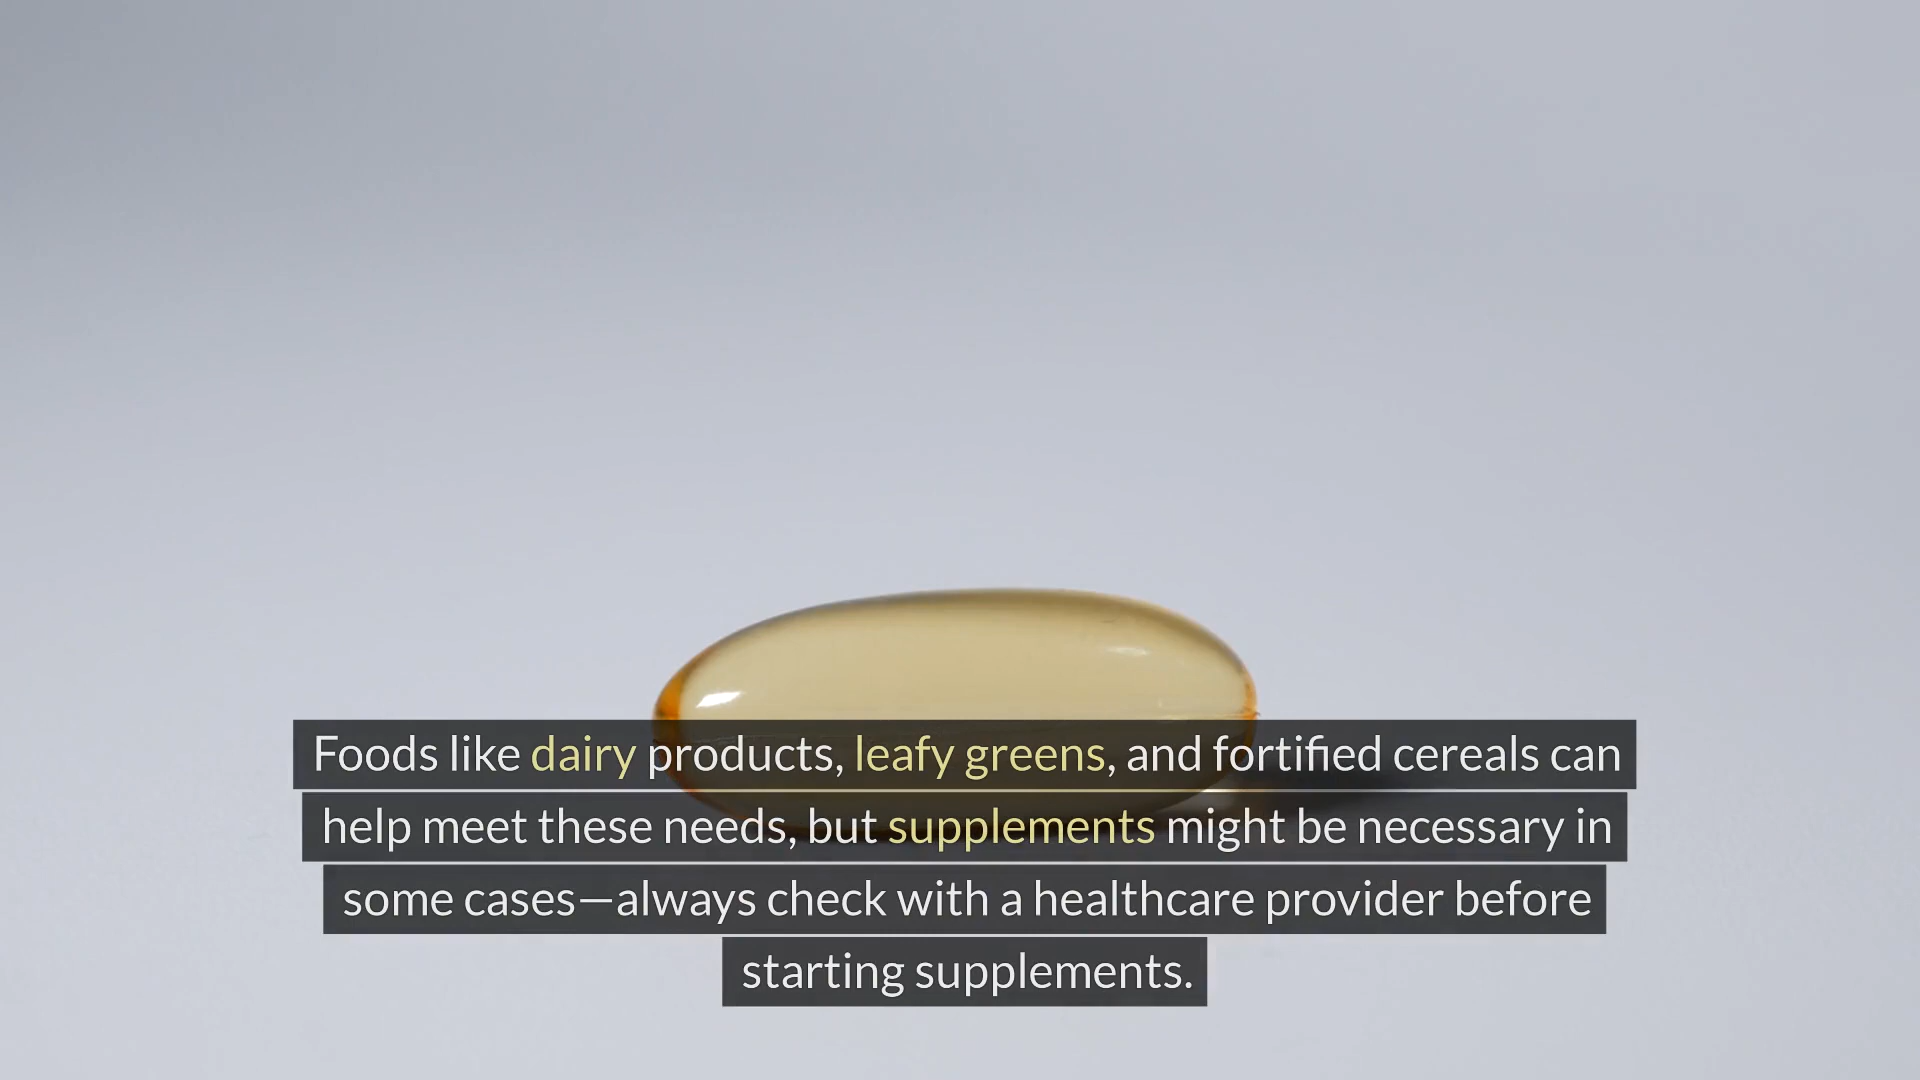 Foods like dairy products, leafy greens, and fortified cereals can
help meet these needs, but supplements might be necessary in
some cases—always check with a healthcare provider before
starting supplements.